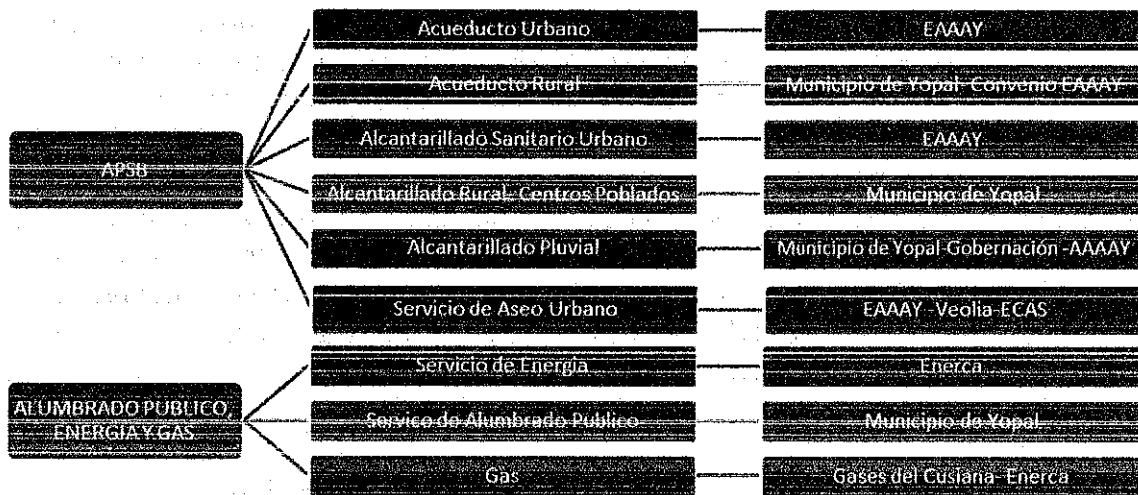 Acueducto Urbano
EAAAY
Acueducto Rural
Municipio de Yopal- Convenio EAAAY
Alcantarillado Sanitario Urbano
EAAAY
APSB
Alcantarillado Rural- Centros Poblados
Municipio de Yopal
Alcantarillado Pluvial
Municipio de Yopal-Gobernación -AAAAY
Servicio de Aseo Urbano
EAAAY -Veolia-ECAS
Servicio de Energía
Enerca
ALUMBRADO PUBLICO,
ENERGIA Y GAS
Servico de Alumbrado Publico
Municipio de Yopal
Gas
Gases del Cusiana- Enerca